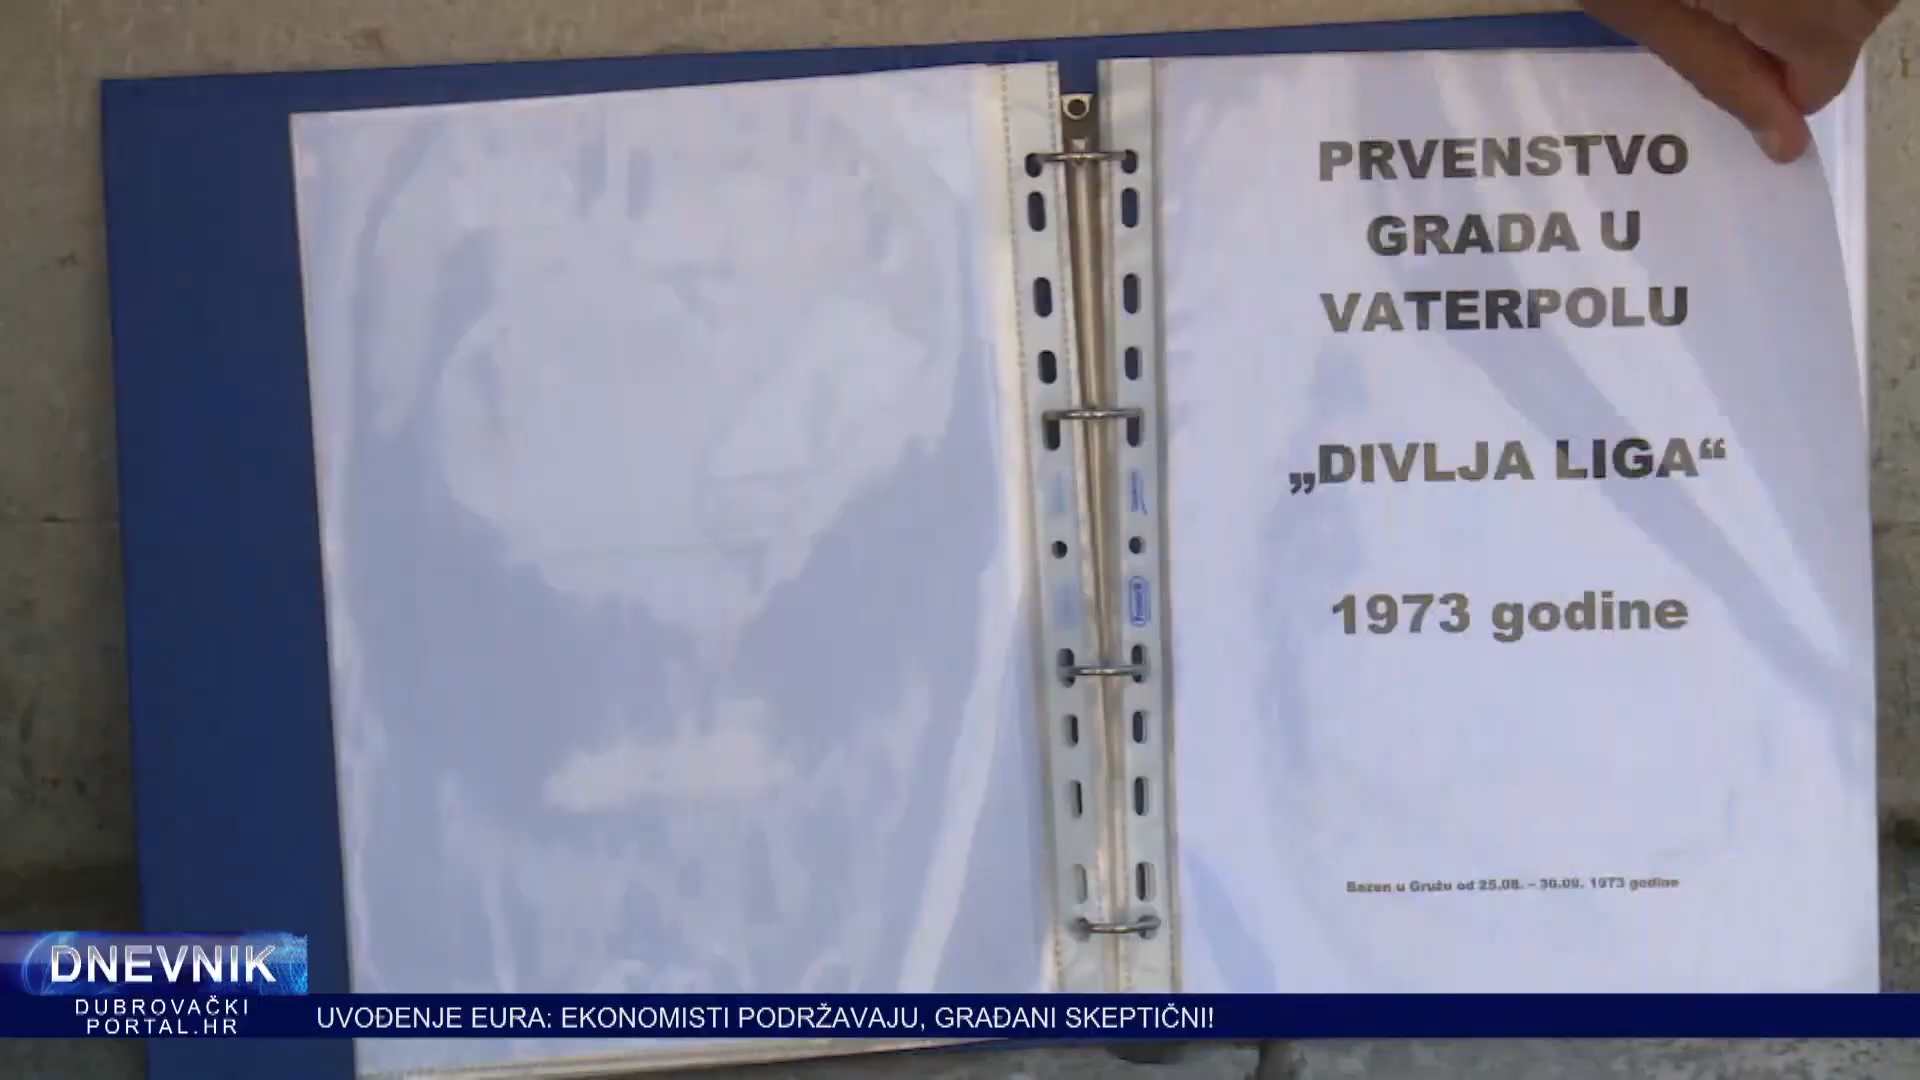 PRVENSTVO
GRADA U
VATERPOLU
„DIVLJA LIGA“
1973 godine
Bazen u Gružu od 25.08. – 30.09. 1973 godine
DNEVNIK
DUBROVAČKI
PORTAL.HR
UVOĐENJE EURA: EKONOMISTI PODRŽAVAJU, GRAĐANI SKEPTIČNI!